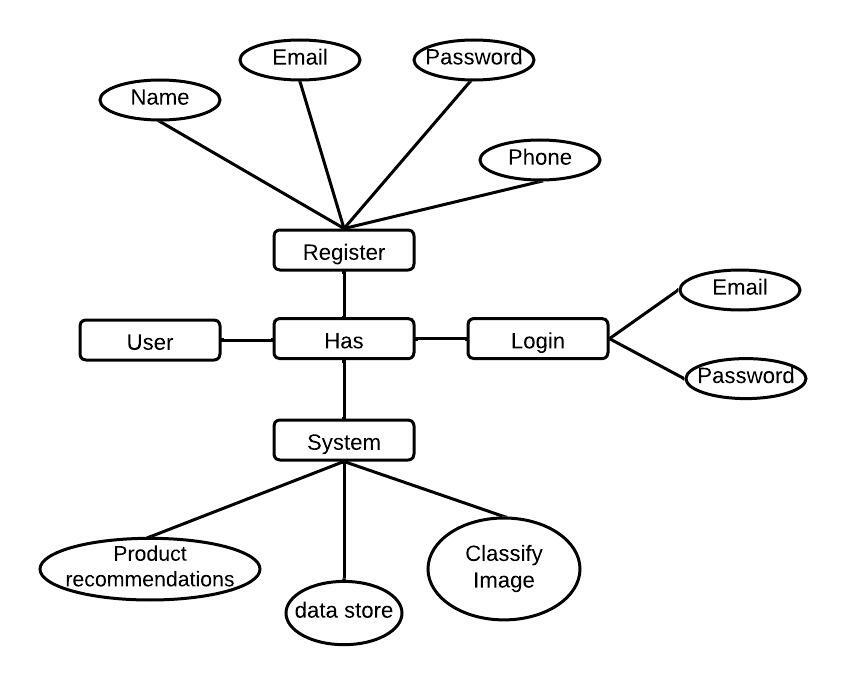 Email
Password
Name
Phone
Register
Email
User
Has
Login
Password
System
Product
recommendations
Classify
Image
data store